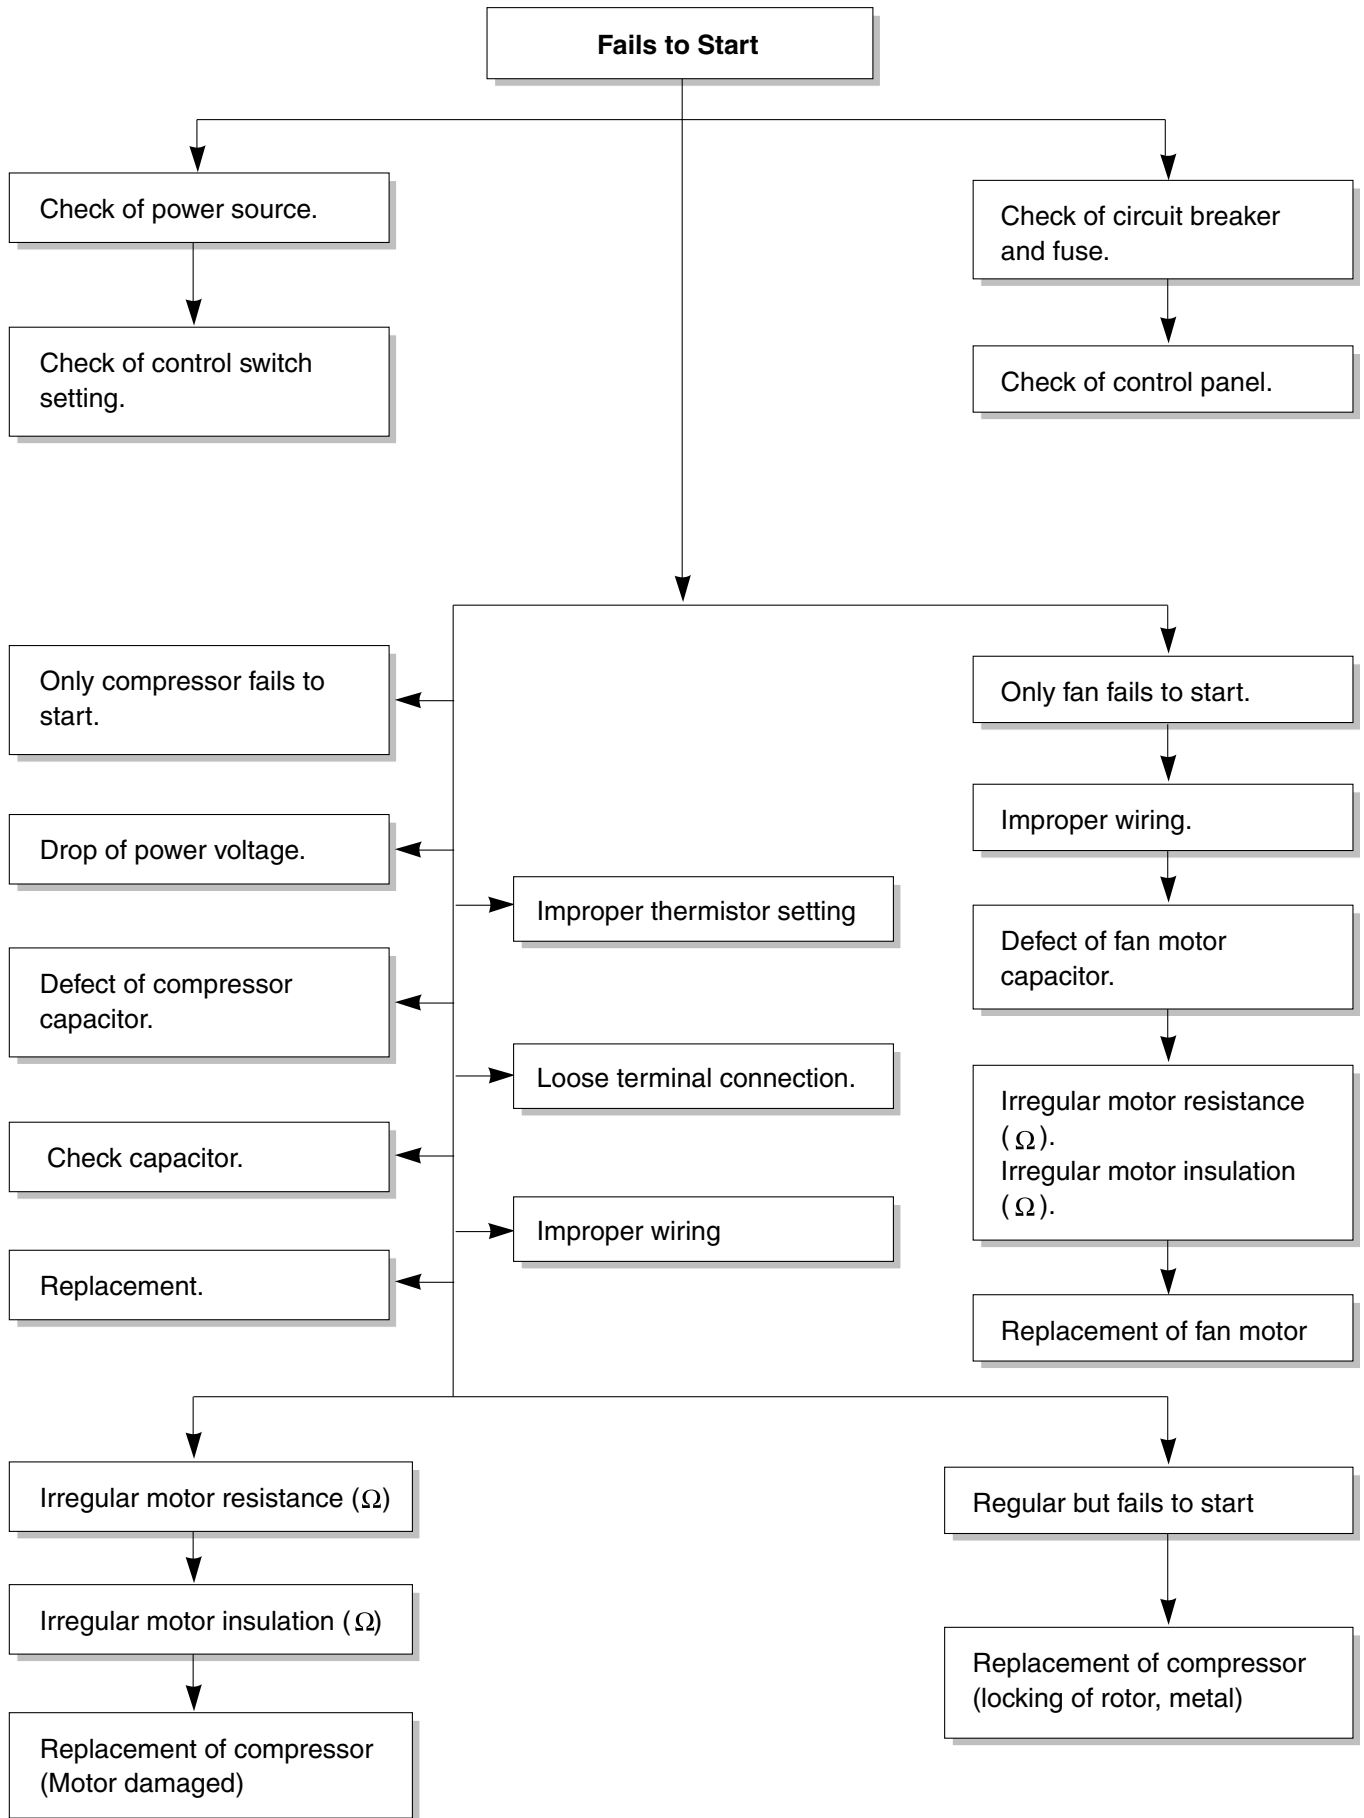 Fails to Start
Check of power source.
Check of circuit breaker
and fuse.
Check of control switch
setting.
Check of control panel.
Only compressor fails to
start.
Only fan fails to start.
Drop of power voltage.
Improper wiring.
Improper thermistor setting
Defect of compressor
capacitor.
Defect of fan motor
capacitor.
Loose terminal connection.
Irregular motor resistance
(Ω).
Irregular motor insulation
(Ω).
Check capacitor.
Improper wiring
Replacement.
Replacement of fan motor
Irregular motor resistance (Ω)
Regular but fails to start
Irregular motor insulation (Ω)
Replacement of compressor
(locking of rotor, metal)
Replacement of compressor
(Motor damaged)